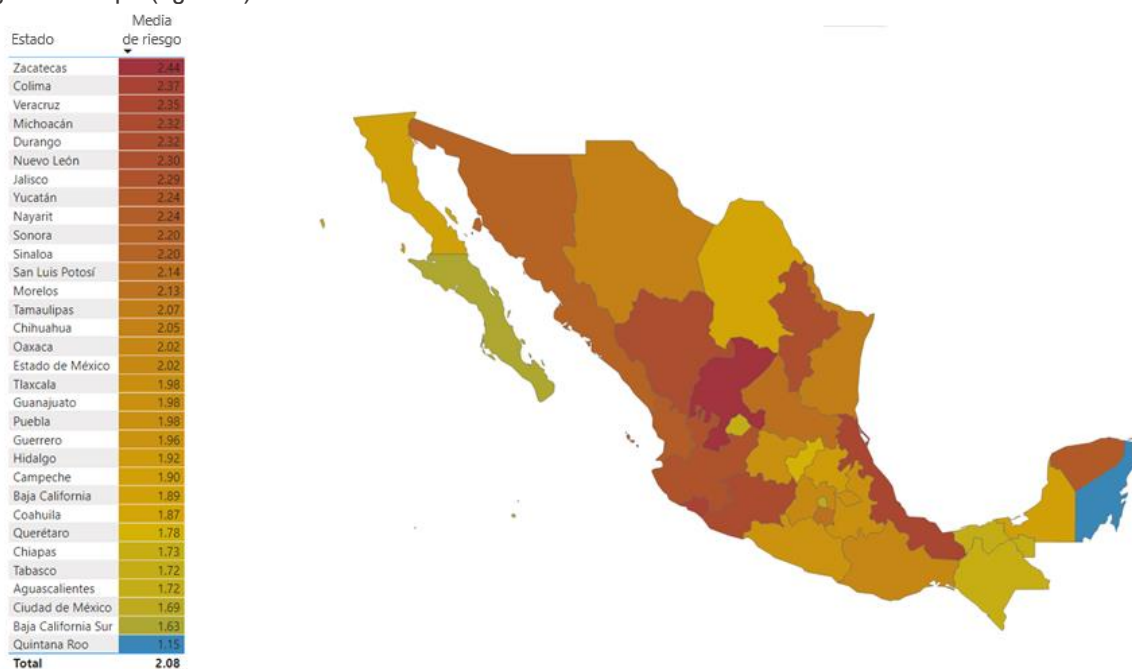 Media
Estado de riesgo
Zacatecas 2.44
Colima 2.37
Veracruz 2.35
Michoacán 2.32
Durango 2.32
Nuevo León 2.30
Jalisco 2.29
Yucatán 2.24
Nayarit 2.24
Sonora 2.20
Sinaloa 2.20
San Luis Potosí 2.14
Morelos 2.13
Tamaulipas 2.07
Chihuahua 2.05
Oaxaca 2.02
Estado de México 2.02
Tlaxcala 1.98
Guanajuato 1.98
Puebla 1.98
Guerrero 1.96
Hidalgo 1.92
Campeche 1.90
Baja California 1.89
Coahuila 1.87
Querétaro 1.78
Chiapas 1.73
Tabasco 1.72
Aguascalientes 1.72
Ciudad de México 1.69
Baja California Sur 1.63
Quintana Roo 1.15
Total 2.08